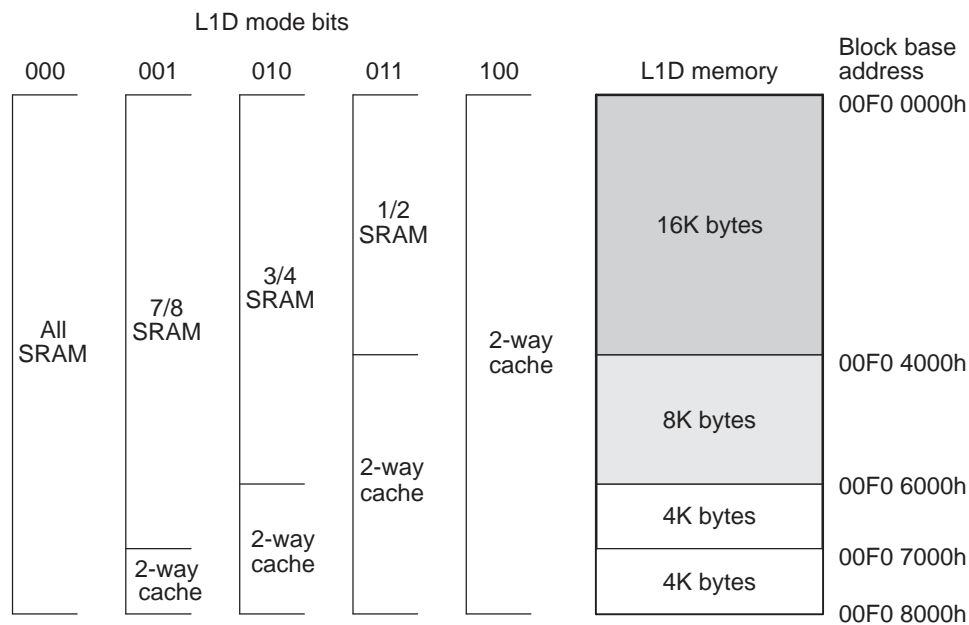 L1D mode bits
000 001 010 011 100 L1D memory Block base
address
00F0 0000h
16K bytes
1/2
SRAM
3/4
SRAM
7/8
SRAM
All
SRAM
2-way
cache
00F0 4000h
8K bytes
2-way
cache
00F0 6000h
4K bytes
2-way
cache
00F0 7000h
2-way
cache
4K bytes
00F0 8000h